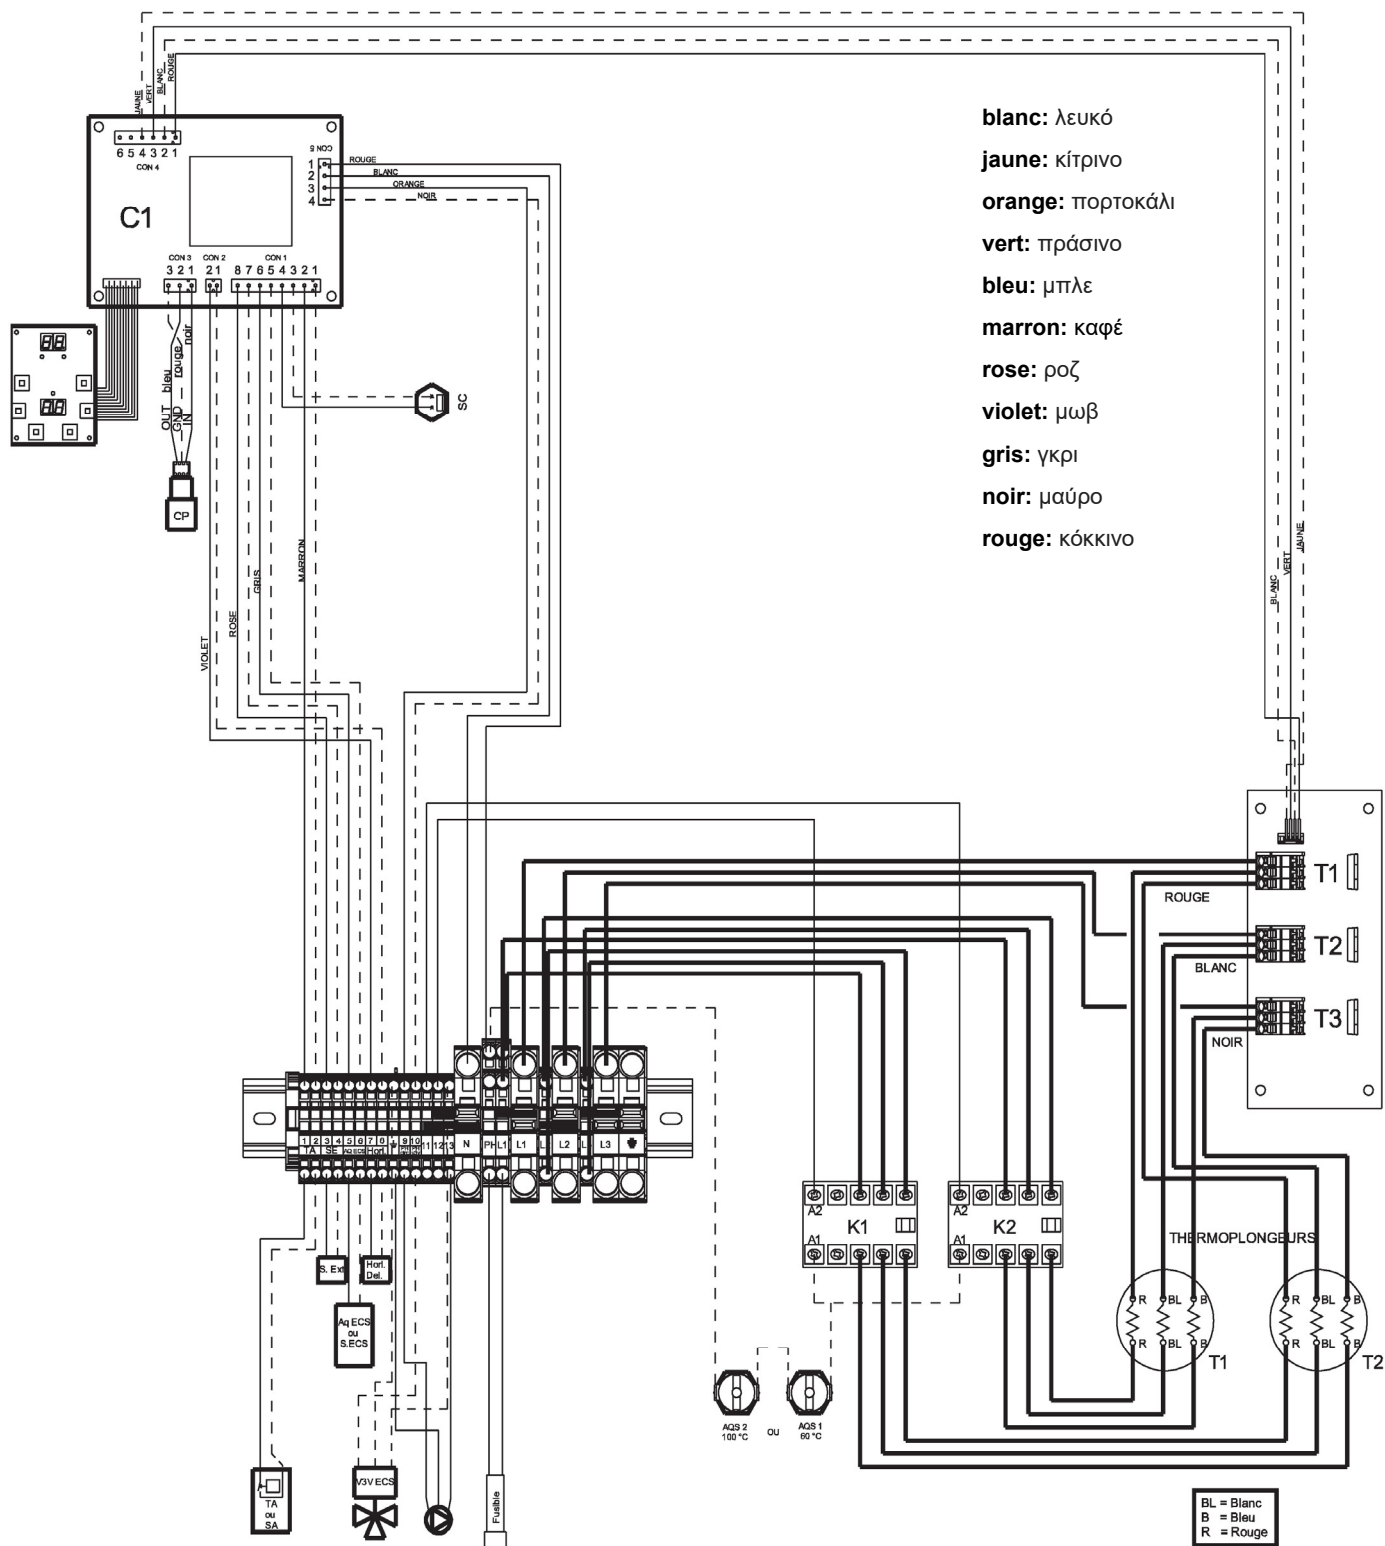 JAUNE
VERT
BLANC
ROUGE
6 5 4 3 2 1
CON 4
CON 5
1
2
3
4
ROUGE
BLANC
ORANGE
NOIR
C1
CON 3 CON 2 CON 1
3 2 1 2 1 8 7 6 5 4 3 2 1
blanc: λευκό
jaune: κίτρινο
orange: πορτοκάλι
vert: πράσινο
bleu: μπλε
marron: καφέ
rose: ροζ
violet: μωβ
gris: γκρι
noir: μαύρο
rouge: κόκκινο
bleu
rouge
noir
OUT
GND
IN
CP
SC
VIOLET
ROSE
GRIS
MARRON
BLANC
VERT
JAUNE
T1
ROUGE
T2
BLANC
T3
NOIR
1 2 3 4 5 6 7 8 9 10 11 12 13 N PH L1 L1 L2 L3
TA SE AQ ECS Horl.
A2 K1
A1
A2 K2
A1
THERMOPLONGEURS
S. Ext
Horl.
Del.
Aq ECS
ou
S.ECS
R BL B
R BL B
T1
R BL B
R BL B
T2
AQS 2
100 °C
OU
AQS 1
60 °C
V3V ECS
TA
ou
SA
Fusible
BL = Blanc
B = Bleu
R = Rouge